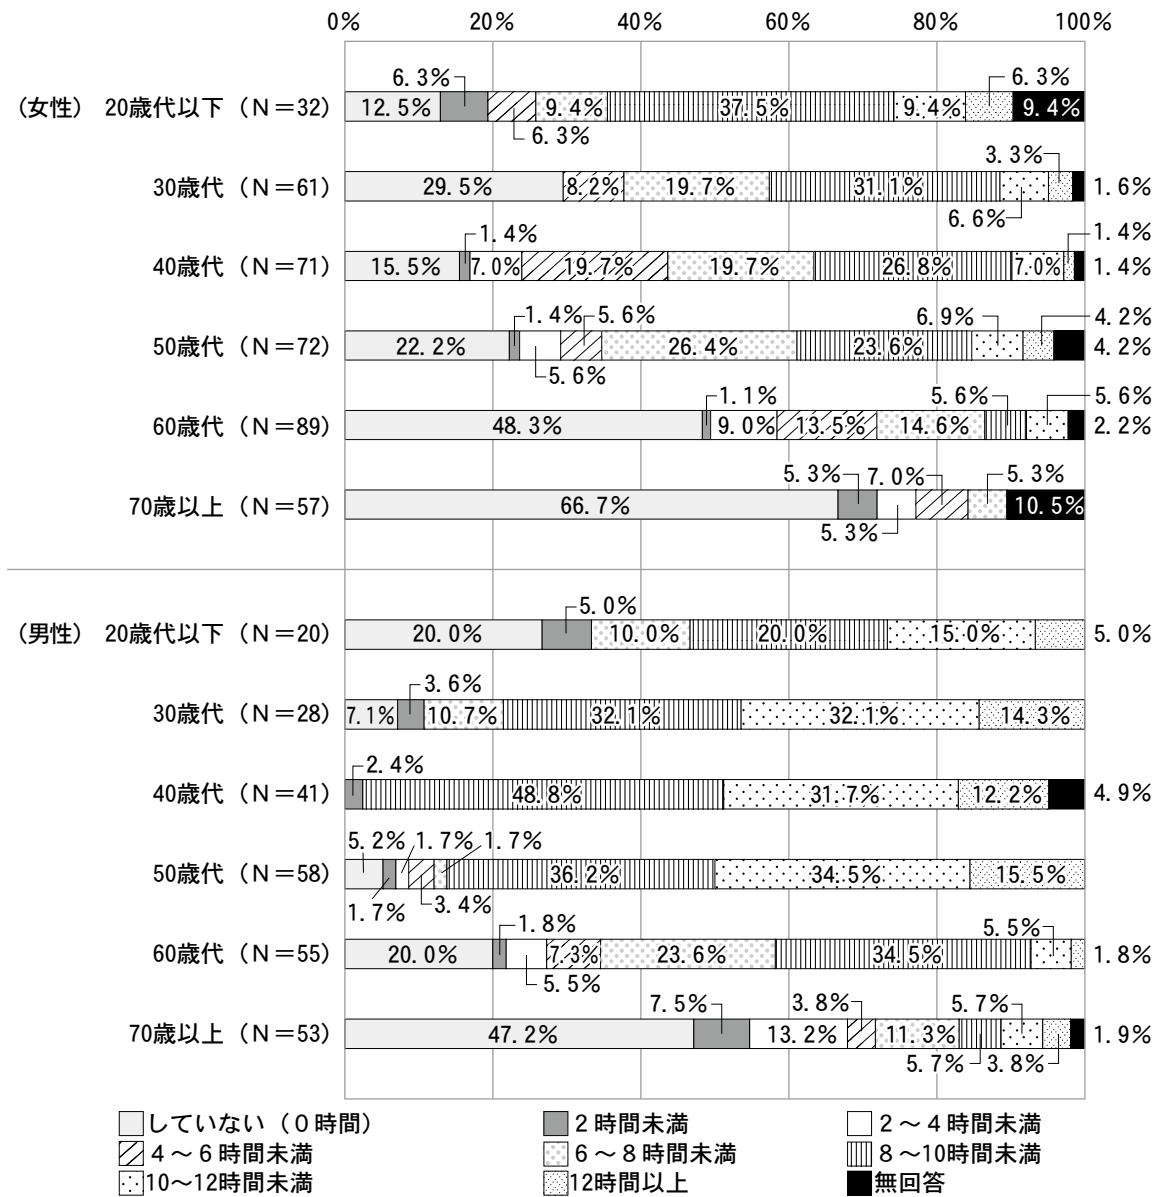 0% 20% 40% 60% 80% 100%
6.3% 6.3%
（女性） 20歳代以下（Ｎ＝32） 12.5% 9.4% 37.5% 9.4% 9.4%
6.3%
3.3%
30歳代（Ｎ＝61） 29.5% 8.2% 19.7% 31.1% 1.6%
6.6%
1.4% 1.4%
40歳代（Ｎ＝71） 15.5% 7.0% 19.7% 19.7% 26.8% 7.0% 1.4%
1.4% 5.6% 6.9% 4.2%
50歳代（Ｎ＝72） 22.2% 26.4% 23.6% 4.2%
5.6%
1.1% 5.6% 5.6%
60歳代（Ｎ＝89） 48.3% 9.0% 13.5% 14.6% 2.2%
5.3% 7.0% 5.3%
70歳以上（Ｎ＝57） 66.7% 10.5%
5.3%
5.0%
（男性） 20歳代以下（Ｎ＝20） 20.0% 10.0% 20.0% 15.0% 5.0%
3.6%
30歳代（Ｎ＝28） 7.1% 10.7% 32.1% 32.1% 14.3%
2.4%
40歳代（Ｎ＝41） 48.8% 31.7% 12.2% 4.9%
5.2% 1.7% 1.7%
50歳代（Ｎ＝58） 36.2% 34.5% 15.5%
1.7% 3.4%
1.8% 5.5%
60歳代（Ｎ＝55） 20.0% 7.3% 23.6% 34.5% 1.8%
5.5%
7.5% 3.8% 5.7%
70歳以上（Ｎ＝53） 47.2% 13.2% 11.3% 1.9%
5.7% 3.8%
していない（０時間） ２時間未満 ２～４時間未満
４～６時間未満 ６～８時間未満 ８～10時間未満
10～12時間未満 12時間以上 無回答